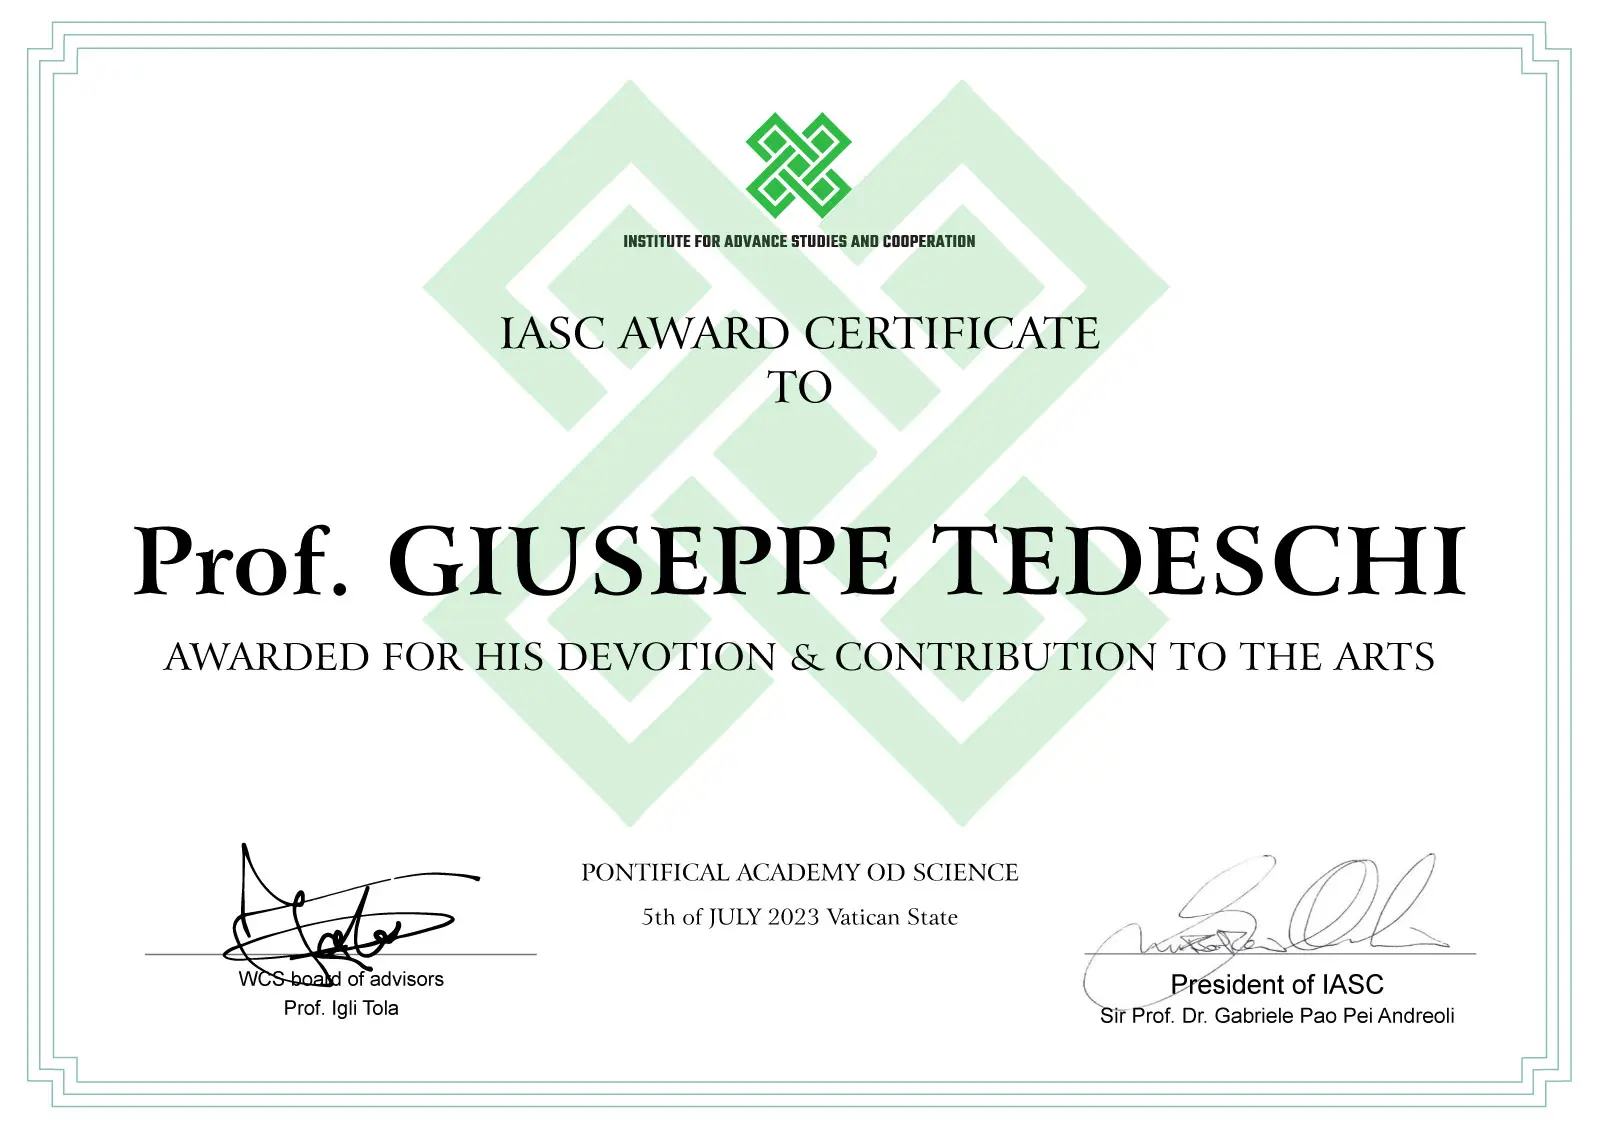 INSTITUTE FOR ADVANCE STUDIES AND COOPERATION
IASC AWARD CERTIFICATE
TO
Prof. GIUSEPPE TEDESCHI
AWARDED FOR HIS DEVOTION & CONTRIBUTION TO THE ARTS
PONTIFICAL ACADEMY OD SCIENCE
5th of JULY 2023 Vatican State
WCS board of advisors
Prof. Igli Tola
President of IASC
Sir Prof. Dr. Gabriele Pao Pei Andreoli